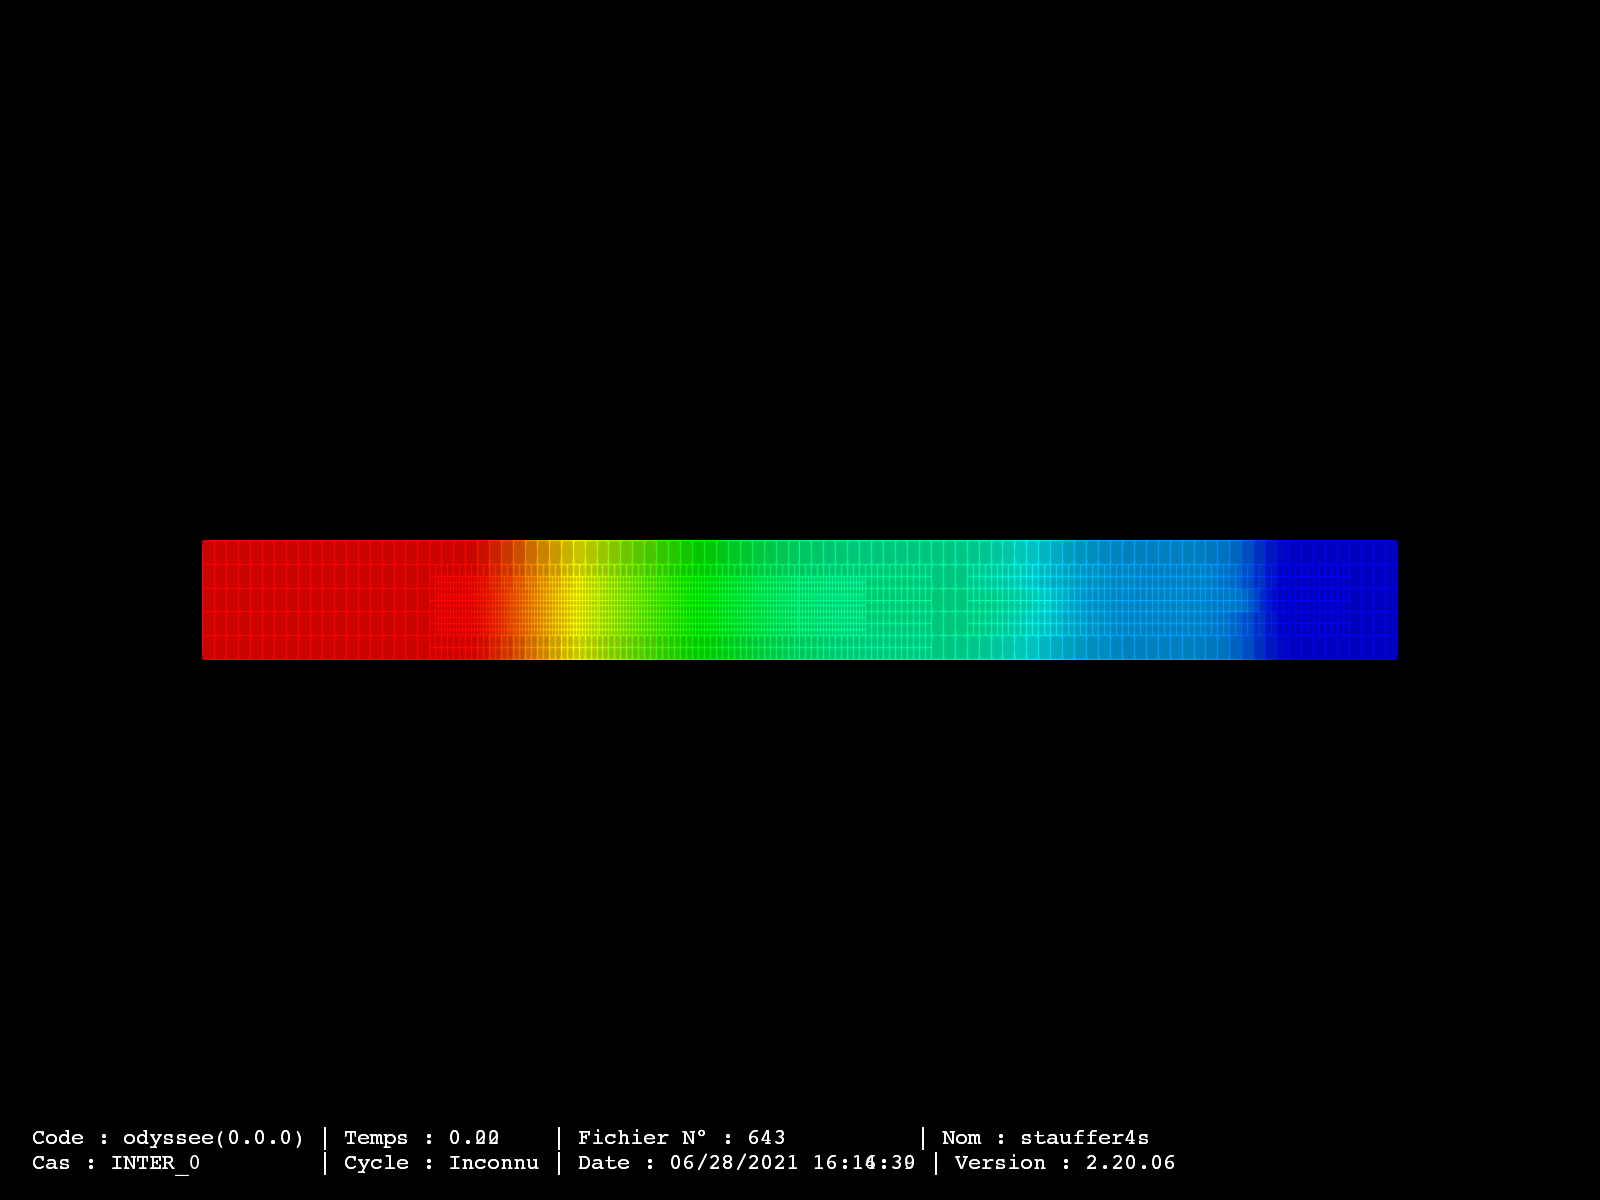 Code : odyssee(0.0.0) | Temps : | Fichier N° : 643 | Nom : stauffer4s
Cas : INTER_0 | Cycle : Inconnu | Date : 06/28/2021 | Version : 2.20.06